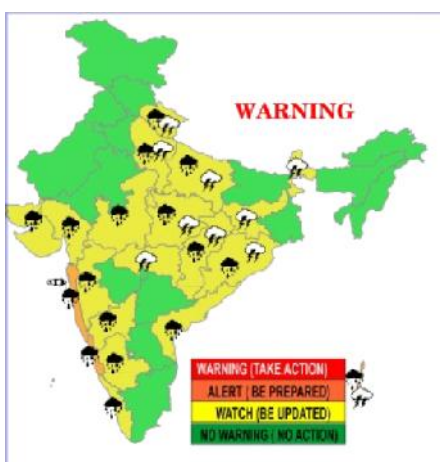 WARNING
WARNING (TAKE ACTION)
ALERT ( BE PREPARED)
WATCH (BE UPDATED)
NO WARNING ( NO ACTION)